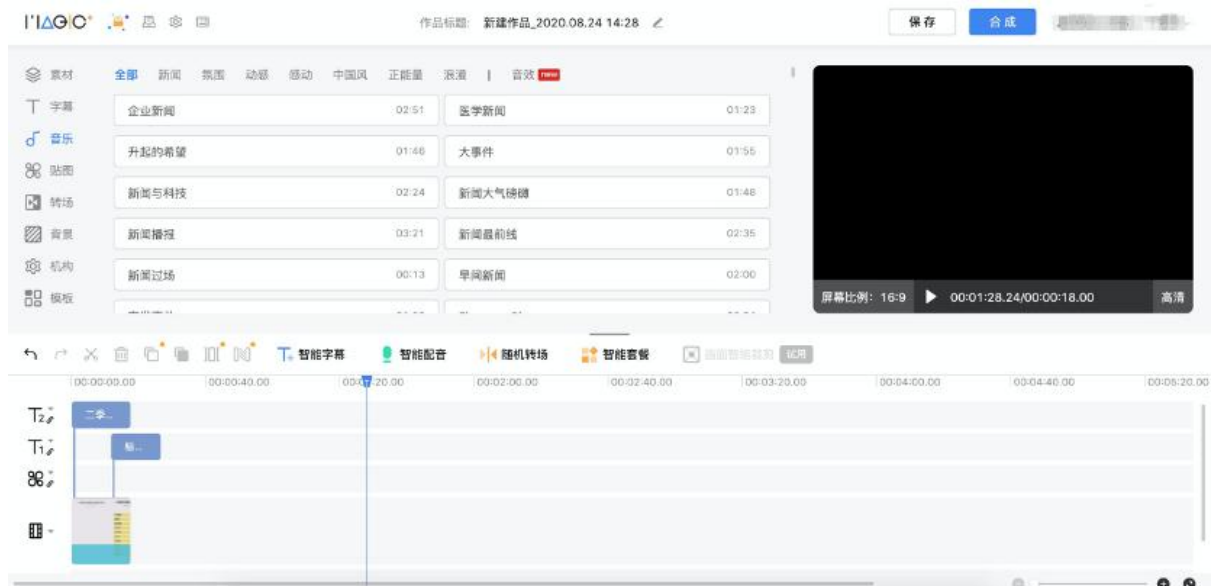 MAGIC
作品标题: 新建作品_2020.08.24 14:28
保存
合成
素材
字幕
音乐
贴图
转场
背景
机构
模板
全部 新闻 氛围 动感 感动 中国风 正能量 浪漫 | 音效 new
企业新闻 02:51 医学新闻 01:23
升起的希望 01:46 大事件 01:55
新闻与科技 02:24 新闻大气磅礴 01:46
新闻播报 03:21 新闻最前线 02:35
新闻过场 00:13 早间新闻 02:00
屏幕比例: 16:9 00:01:28.24/00:00:18.00 高清
智能字幕 智能配音 随机转场 智能套餐 试用
00:00:00.00 00:00:40.00 20.00 00:02:00.00 00:02:40.00 00:03:20.00 00:04:00.00 00:04:40.00 00:05:20.00
T2 二季...
T1